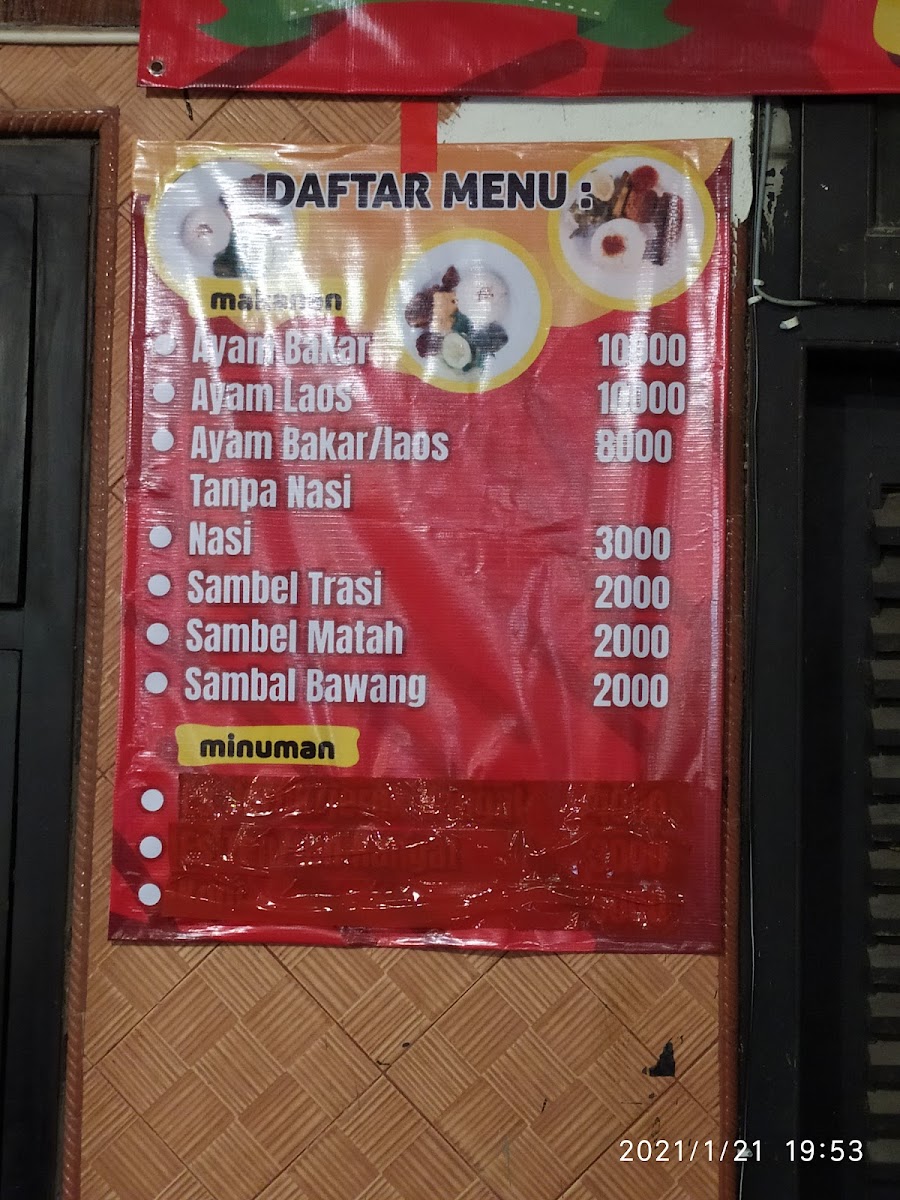 DAFTAR MENU :
makanan
Ayam Bakar 10000
Ayam Laos 10000
Ayam Bakar/laos 8000
Tanpa Nasi
Nasi 3000
Sambel Trasi 2000
Sambel Matah 2000
Sambal Bawang 2000
minuman
2021/1/21 19:53